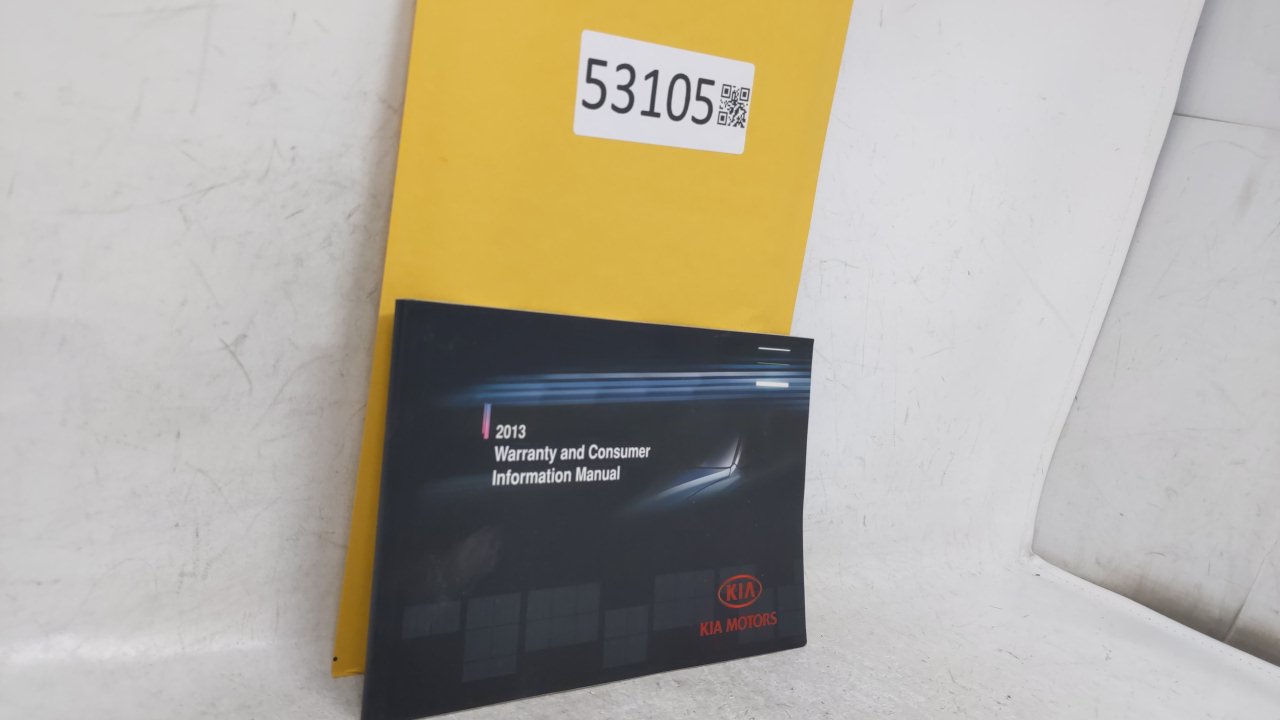 53105
2013
Warranty and Consumer
Information Manual
KIA
KIA MOTORS